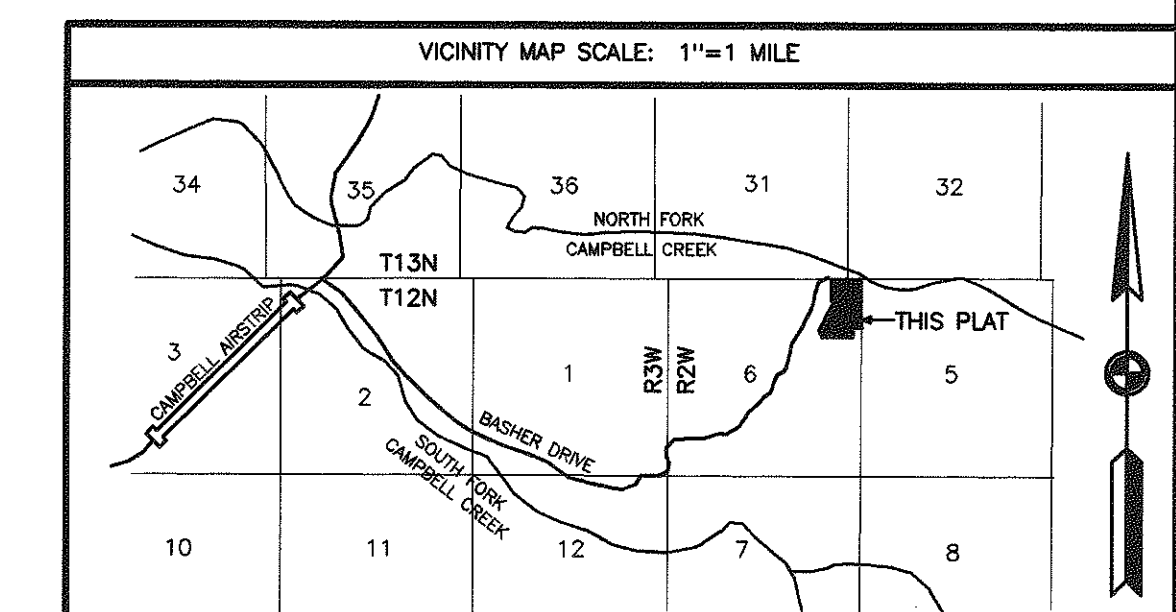 VICINITY MAP SCALE: 1"=1 MILE
34
35
36
31
32
NORTH FORK
CAMPBELL CREEK
T13N
T12N
CAMPBELL AIRSTRIP
3
2
1
R3W
R2W
6
THIS PLAT
5
BASHER DRIVE
SOUTH FORK
CAMPBELL CREEK
10
11
12
7
8